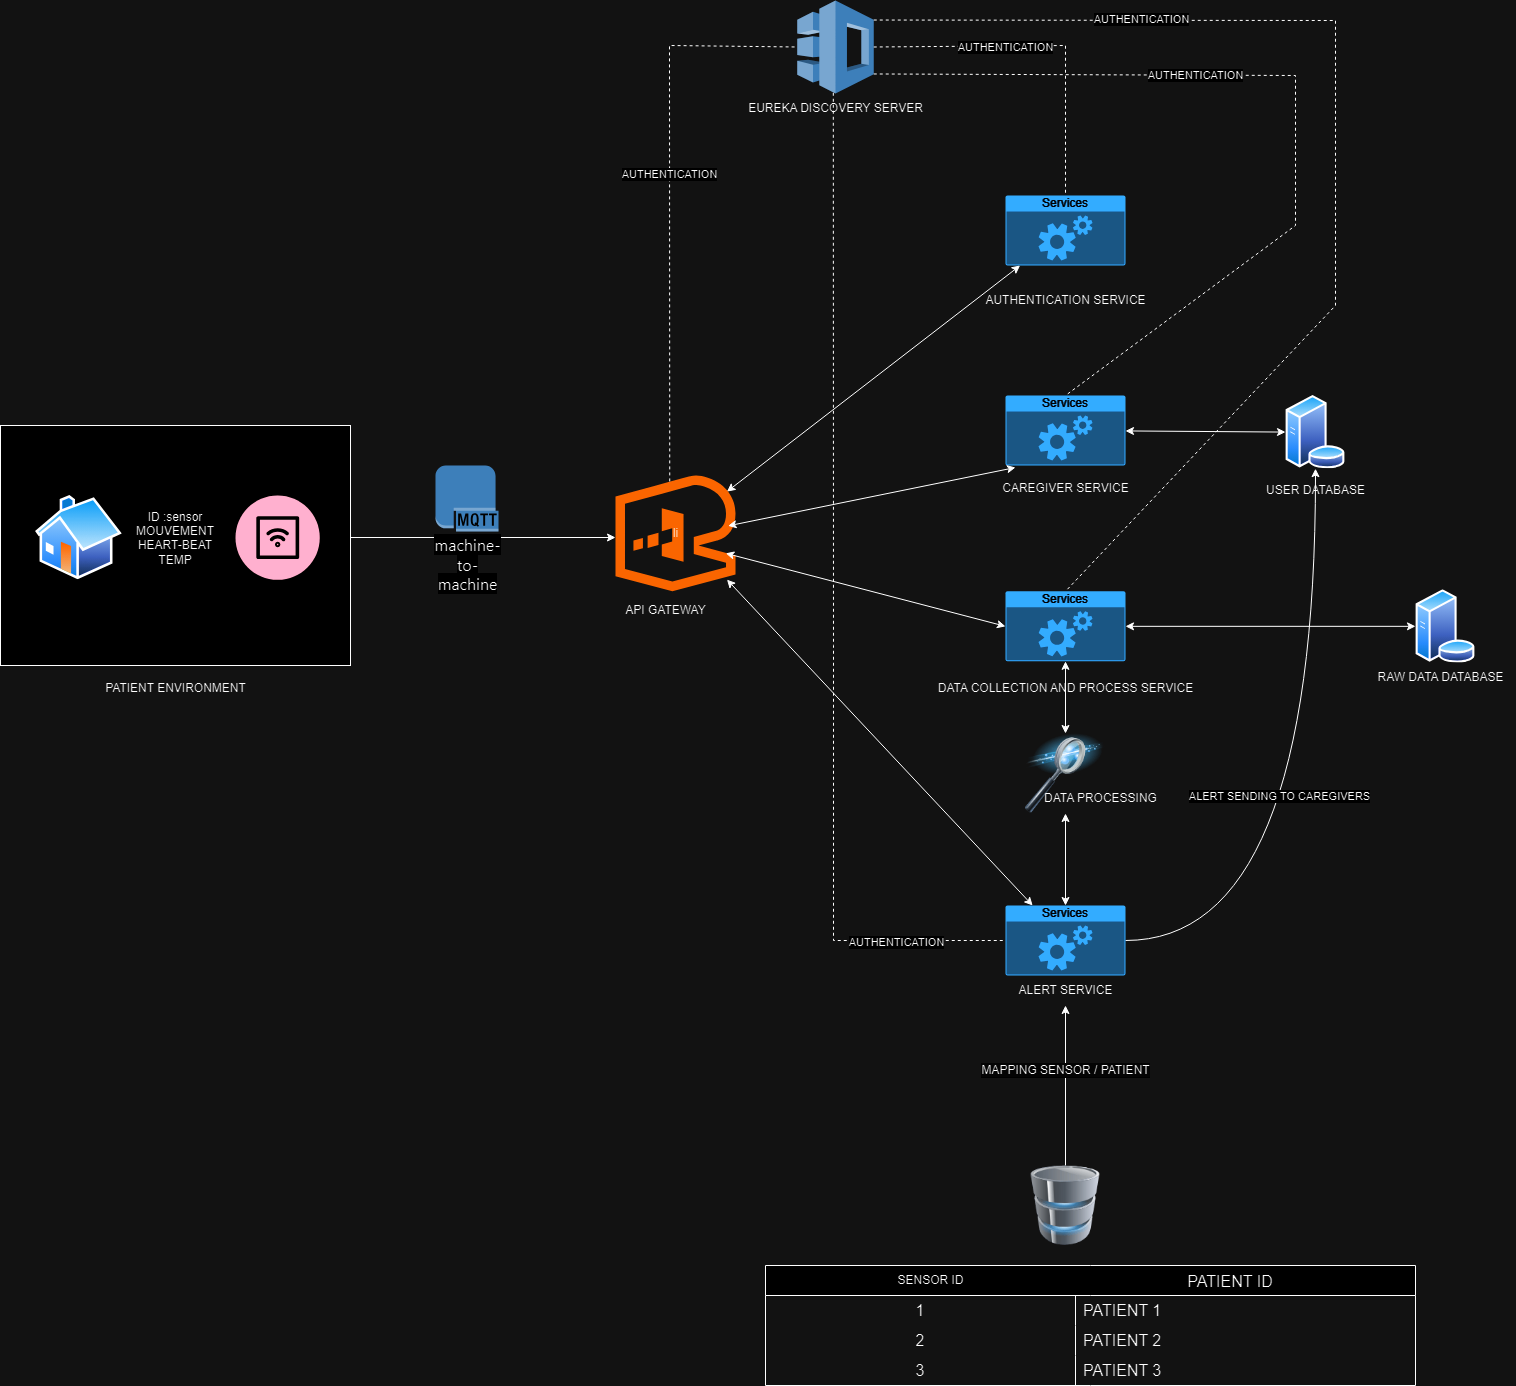 AUTHENTICATION
AUTHENTICATION
AUTHENTICATION
EUREKA DISCOVERY SERVER
AUTHENTICATION
Services
AUTHENTICATION SERVICE
Services
CAREGIVER SERVICE
USER DATABASE
ID :sensor
MOUVEMENT
HEART-BEAT
TEMP
PATIENT ENVIRONMENT
MQTT
machine-
to-
machine
li
API GATEWAY
Services
DATA COLLECTION AND PROCESS SERVICE
RAW DATA DATABASE
DATA PROCESSING
ALERT SENDING TO CAREGIVERS
AUTHENTICATION
Services
ALERT SERVICE
MAPPING SENSOR / PATIENT
SENSOR ID PATIENT ID
1 PATIENT 1
2 PATIENT 2
3 PATIENT 3